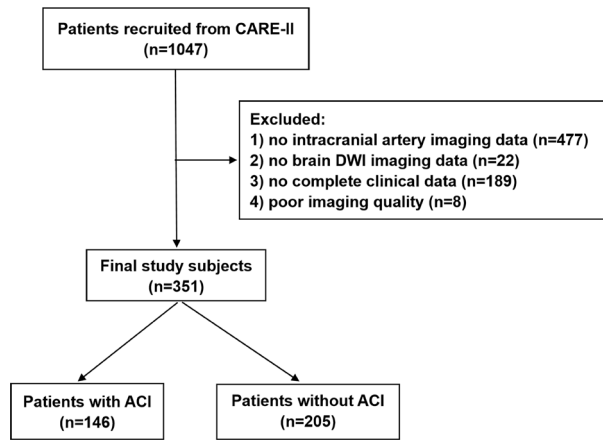 Patients recruited from CARE-II
(n=1047)
Excluded:
1) no intracranial artery imaging data (n=477)
2) no brain DWI imaging data (n=22)
3) no complete clinical data (n=189)
4) poor imaging quality (n=8)
Final study subjects
(n=351)
Patients with ACI
(n=146)
Patients without ACI
(n=205)